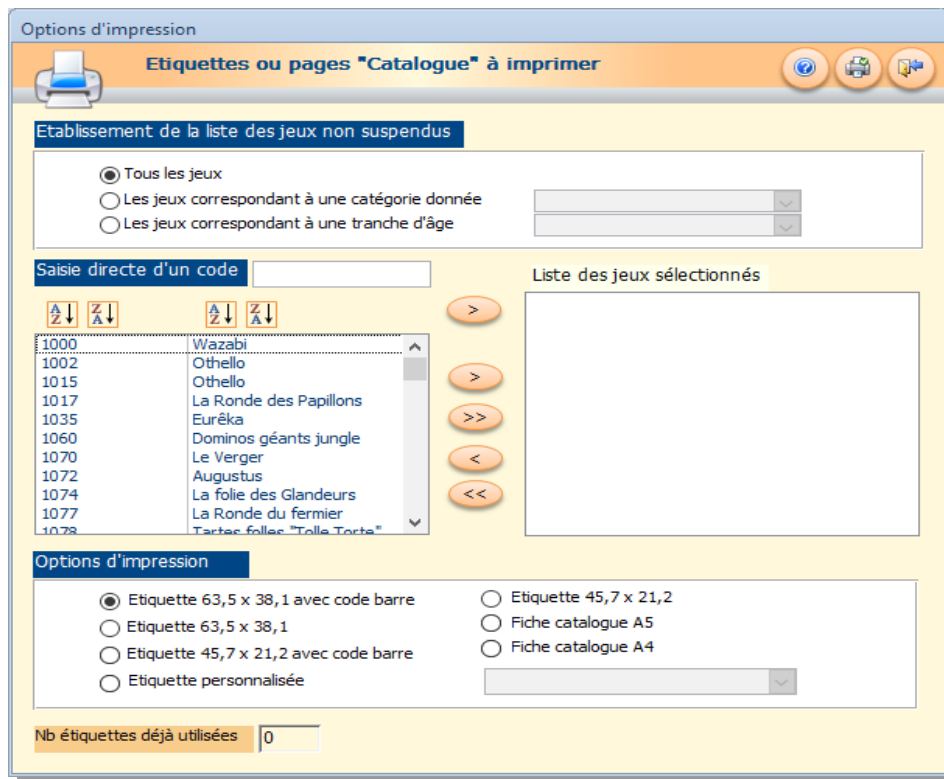 Options d'impression
Etiquettes ou pages "Catalogue" à imprimer
Etablissement de la liste des jeux non suspendus
Tous les jeux
Les jeux correspondant à une catégorie donnée
Les jeux correspondant à une tranche d'âge
Saisie directe d'un code
Liste des jeux sélectionnés
A Z Z A A Z Z A
>
1000 Wazabi
1002 Othello
1015 Othello
1017 La Ronde des Papillons
1035 Eurêka
1060 Dominos géants jungle
1070 Le Verger
1072 Augustus
1074 La folie des Glandeurs
1077 La Ronde du fermier
1078 Tartes folles "Tolle Torte"
>
>>
<
<<
Options d'impression
Etiquette 63,5 x 38,1 avec code barre
Etiquette 63,5 x 38,1
Etiquette 45,7 x 21,2 avec code barre
Etiquette personnalisée
Etiquette 45,7 x 21,2
Fiche catalogue A5
Fiche catalogue A4
Nb étiquettes déjà utilisées 0